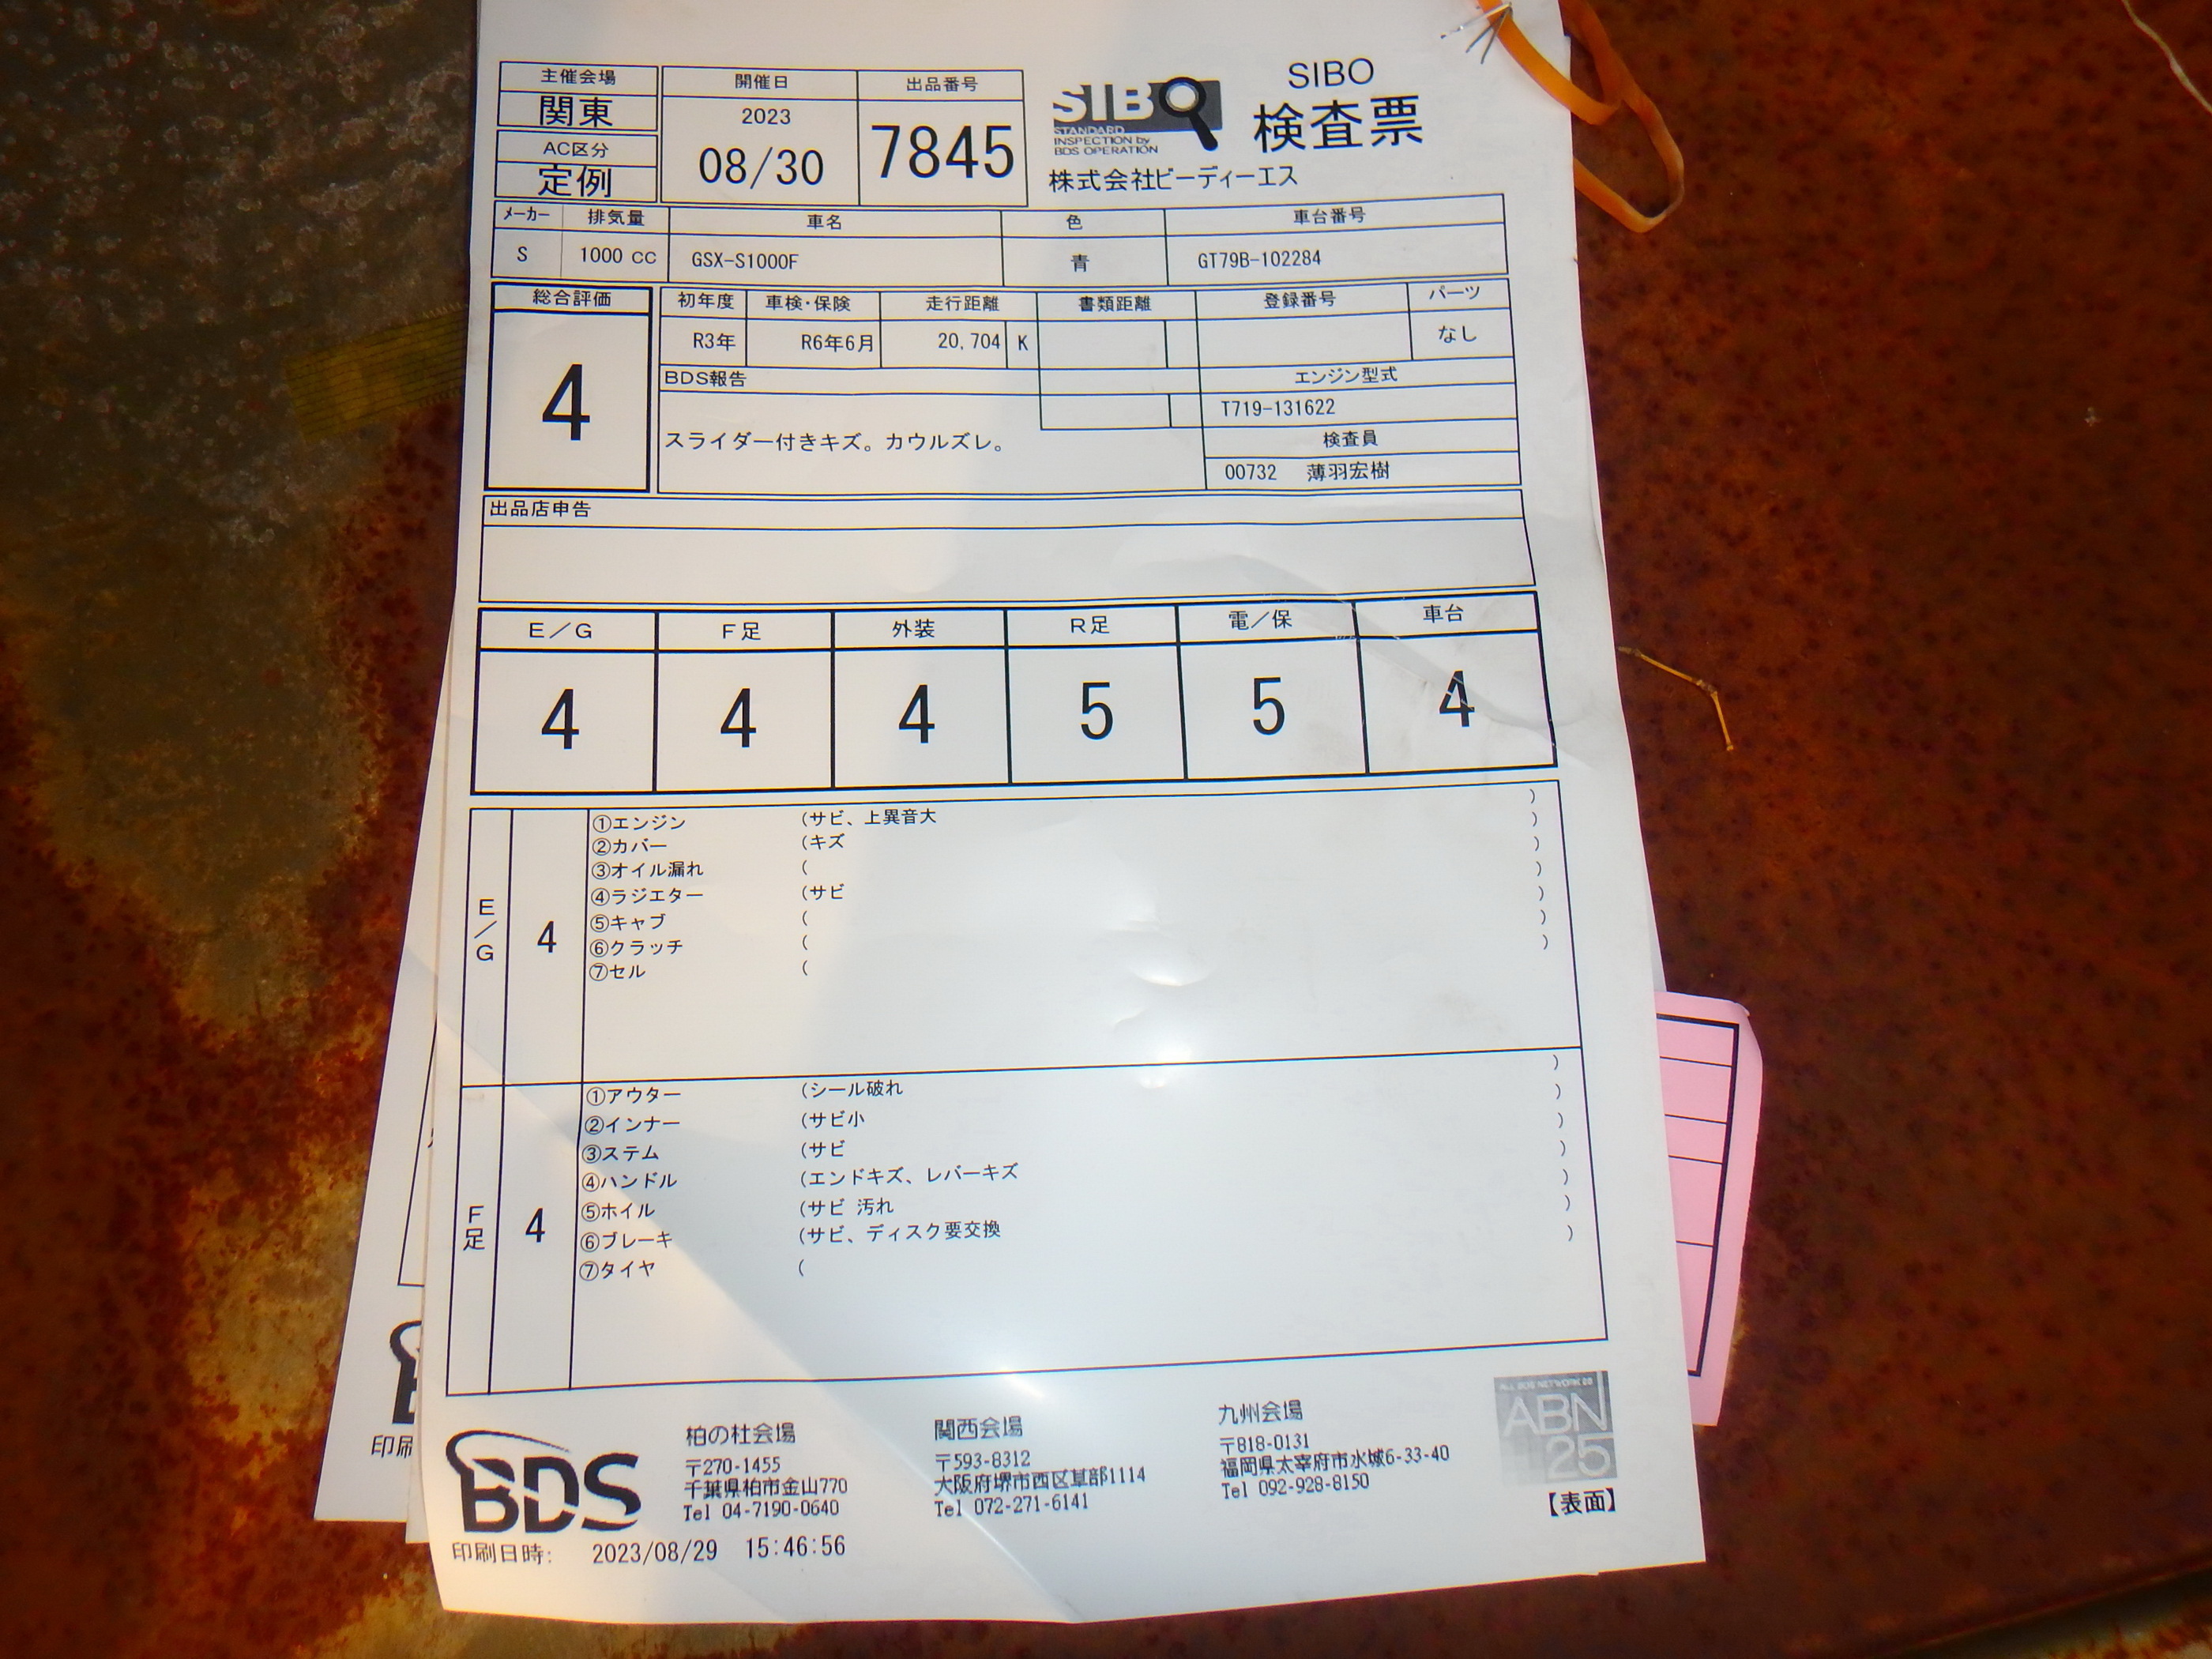 主催会場 開催日 出品番号
関東 2023 7845
AC区分 08/30
定例
SIBO
STANDARD
INSPECTION by
BDS OPERATION
SIBO
検査票
株式会社ビーディーエス
メーカー 排気量 車名 色 車台番号
S 1000 cc GSX-S1000F 青 GT79B-102284
総合評価 初年度 車検・保険 走行距離 書類距離 登録番号 パーツ
4 R3年 R6年6月 20,704 K なし
BDS報告 エンジン型式
T719-131622
スライダー付きキズ。カウルズレ。 検査員
00732 薄羽宏樹
出品店申告
E/G F足 外装 R足 電/保 車台
4 4 4 5 5 4
E/G 4
①エンジン (サビ、上異音大 )
②カバー (キズ )
③オイル漏れ ( )
④ラジエター (サビ )
⑤キャブ ( )
⑥クラッチ ( )
⑦セル ( )
F足 4
①アウター (シール破れ )
②インナー (サビ小 )
③ステム (サビ )
④ハンドル (エンドキズ、レバーキズ )
⑤ホイル (サビ 汚れ )
⑥ブレーキ (サビ、ディスク要交換 )
⑦タイヤ ( )
BDS
柏の杜会場
〒270-1455
千葉県柏市金山770
Tel 04-7190-0640
関西会場
〒593-8312
大阪府堺市西区草部1114
Tel 072-271-6141
九州会場
〒818-0131
福岡県太宰府市水城6-33-40
Tel 092-928-8150
ALL BDS NETWORK 25
ABN
25
【表面】
印刷日時: 2023/08/29 15:46:56
印刷